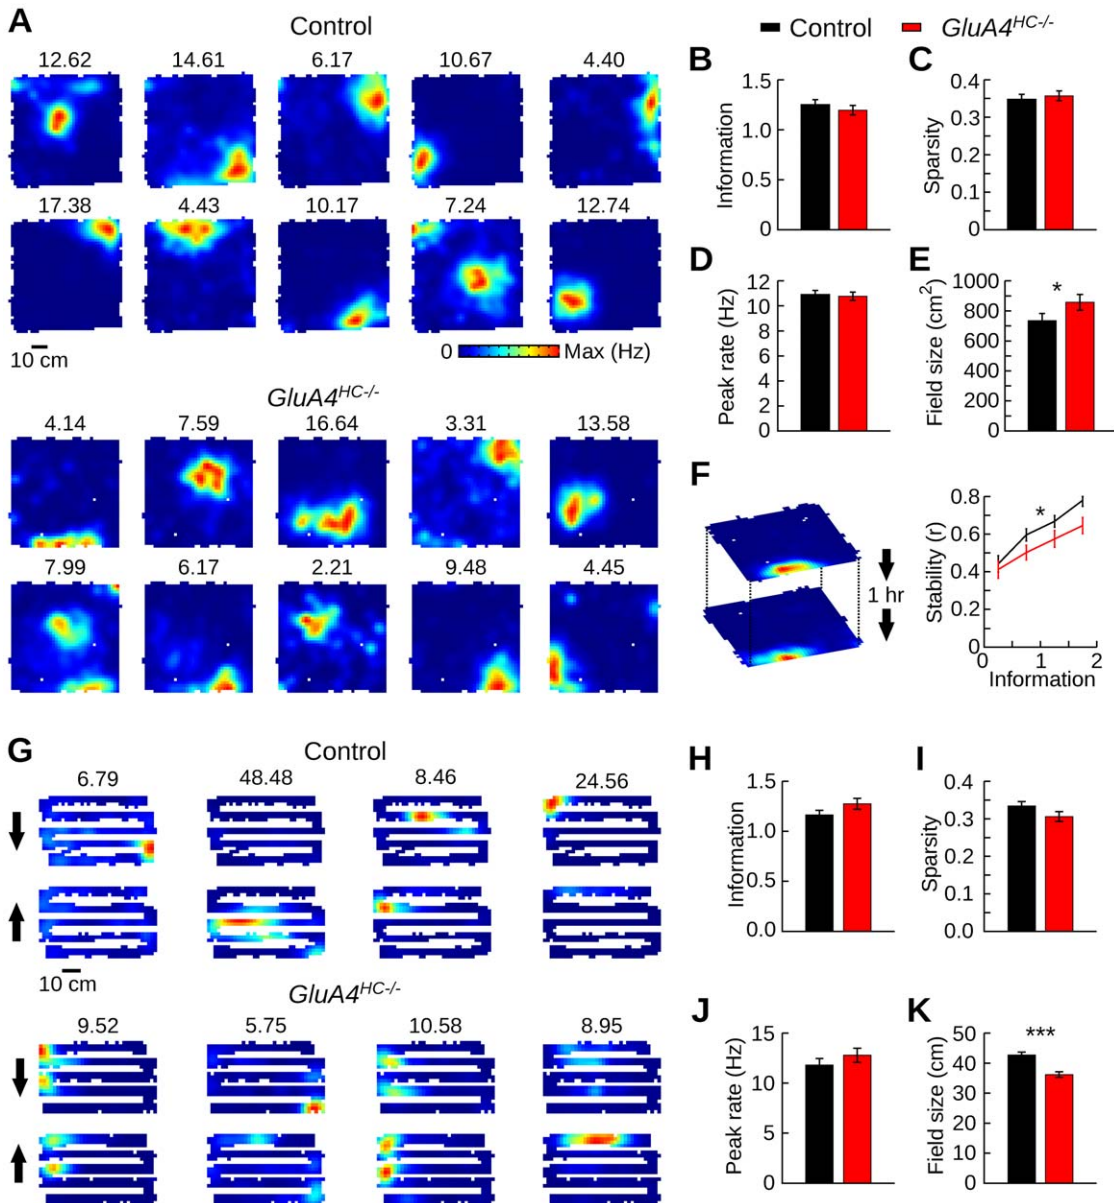 A
Control
Control
GluA4HC-/-
12.62 14.61 6.17 10.67 4.40
17.38 4.43 10.17 7.24 12.74
10 cm
0 Max (Hz)
GluA4HC-/-
4.14 7.59 16.64 3.31 13.58
7.99 6.17 2.21 9.48 4.45
B
Information
1.5
1.0
0.5
0
C
Sparsity
0.4
0.3
0.2
0.1
0
D
Peak rate (Hz)
12
10
8
6
4
2
0
E
Field size (cm2)
1000
800
600
400
200
0
*
F
1 hr
Stability (r)
0.8
0.6
0.4
0.2
0
*
0 1 2
Information
G
Control
6.79 48.48 8.46 24.56
10 cm
GluA4HC-/-
9.52 5.75 10.58 8.95
H
Information
1.5
1.0
0.5
0.0
I
Sparsity
0.4
0.3
0.2
0.1
0.0
J
Peak rate (Hz)
15
10
5
0
K
Field size (cm)
50
40
30
20
10
0
***